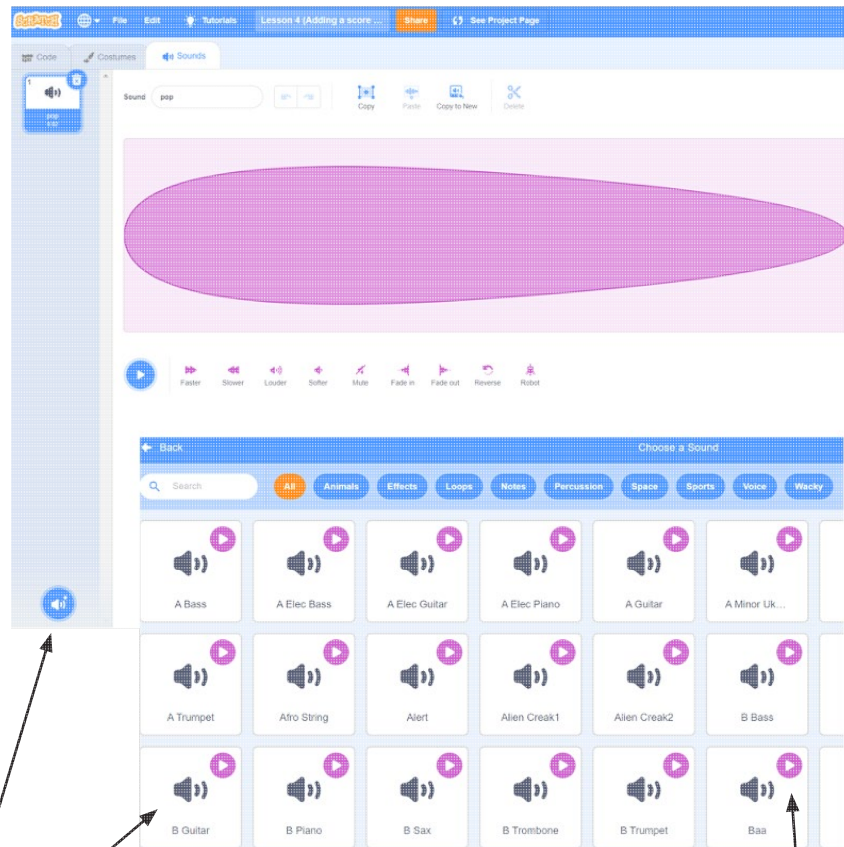 SCRATCH File Edit Tutorials Lesson 4 (Adding a score ... Share See Project Page
Code Costumes Sounds
1
pop
Sound pop Copy Paste Copy to New Delete
Faster Slower Louder Softer Mute Fade in Fade out Reverse Robot
Back Choose a Sound
Search All Animals Effects Loops Notes Percussion Space Sports Voice Wacky
A Bass A Elec Bass A Elec Guitar A Elec Piano A Guitar A Minor Uk...
A Trumpet Afro String Alert Alien Creak1 Alien Creak2 B Bass
B Guitar B Piano B Sax B Trombone B Trumpet Baa